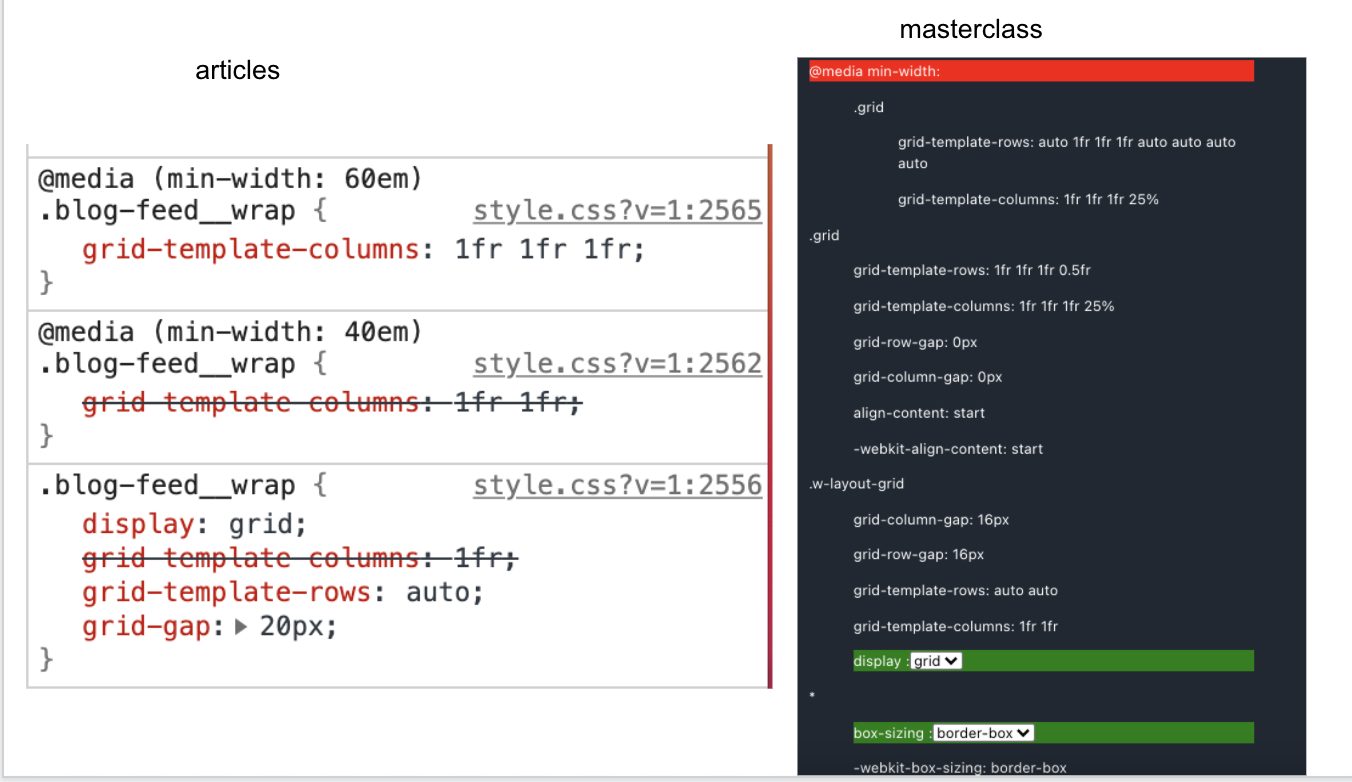 articles
@media (min-width: 60em)
.blog-feed__wrap { style.css?v=1:2565
grid-template-columns: 1fr 1fr 1fr;
}
@media (min-width: 40em)
.blog-feed__wrap { style.css?v=1:2562
grid-template-columns: 1fr 1fr;
}
.blog-feed__wrap { style.css?v=1:2556
display: grid;
grid-template-columns: 1fr;
grid-template-rows: auto;
grid-gap: ▶ 20px;
}
masterclass
@media min-width:
.grid
grid-template-rows: auto 1fr 1fr 1fr auto auto auto
auto
grid-template-columns: 1fr 1fr 1fr 25%
.grid
grid-template-rows: 1fr 1fr 1fr 0.5fr
grid-template-columns: 1fr 1fr 1fr 25%
grid-row-gap: 0px
grid-column-gap: 0px
align-content: start
-webkit-align-content: start
.w-layout-grid
grid-column-gap: 16px
grid-row-gap: 16px
grid-template-rows: auto auto
grid-template-columns: 1fr 1fr
display : grid
*
box-sizing : border-box
-webkit-box-sizing: border-box